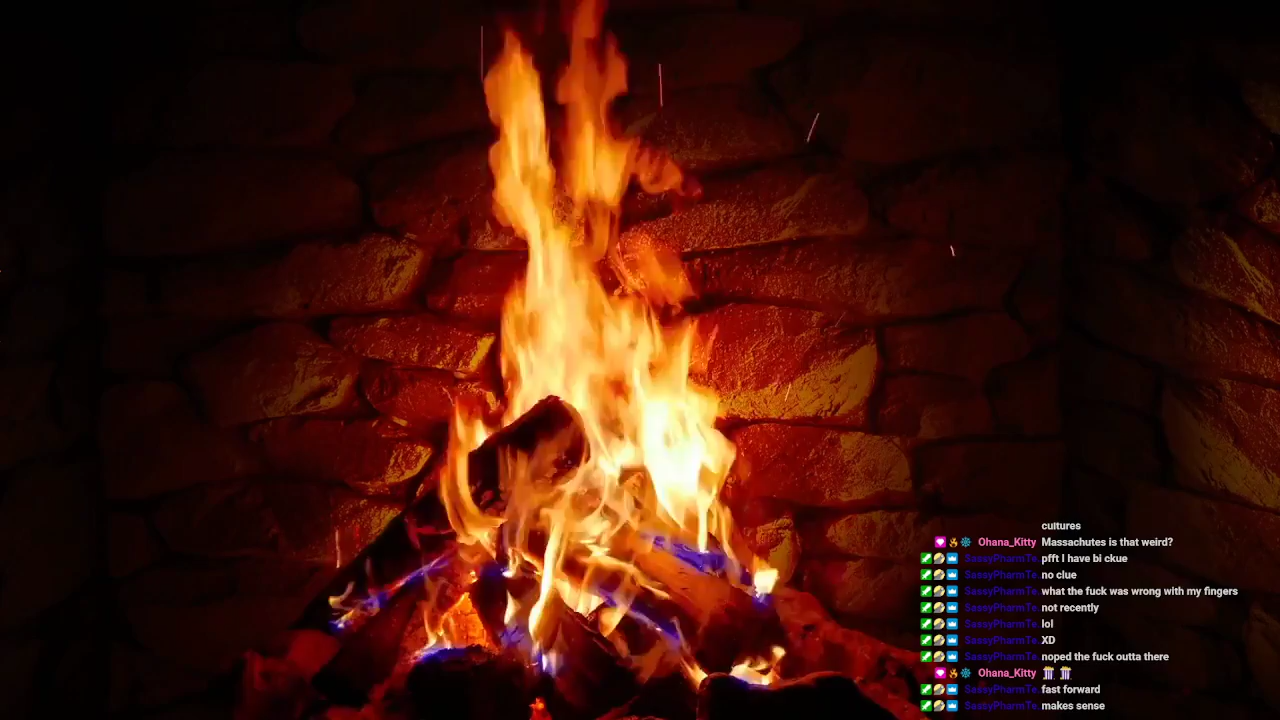 cultures
Ohana_Kitty Massachutes is that weird?
SassyPharmTe. pfft I have bi ckue
SassyPharmTe. no clue
SassyPharmTe. what the fuck was wrong with my fingers
SassyPharmTe. not recently
SassyPharmTe. lol
SassyPharmTe. XD
SassyPharmTe. noped the fuck outta there
Ohana_Kitty
SassyPharmTe. fast forward
SassyPharmTe. makes sense